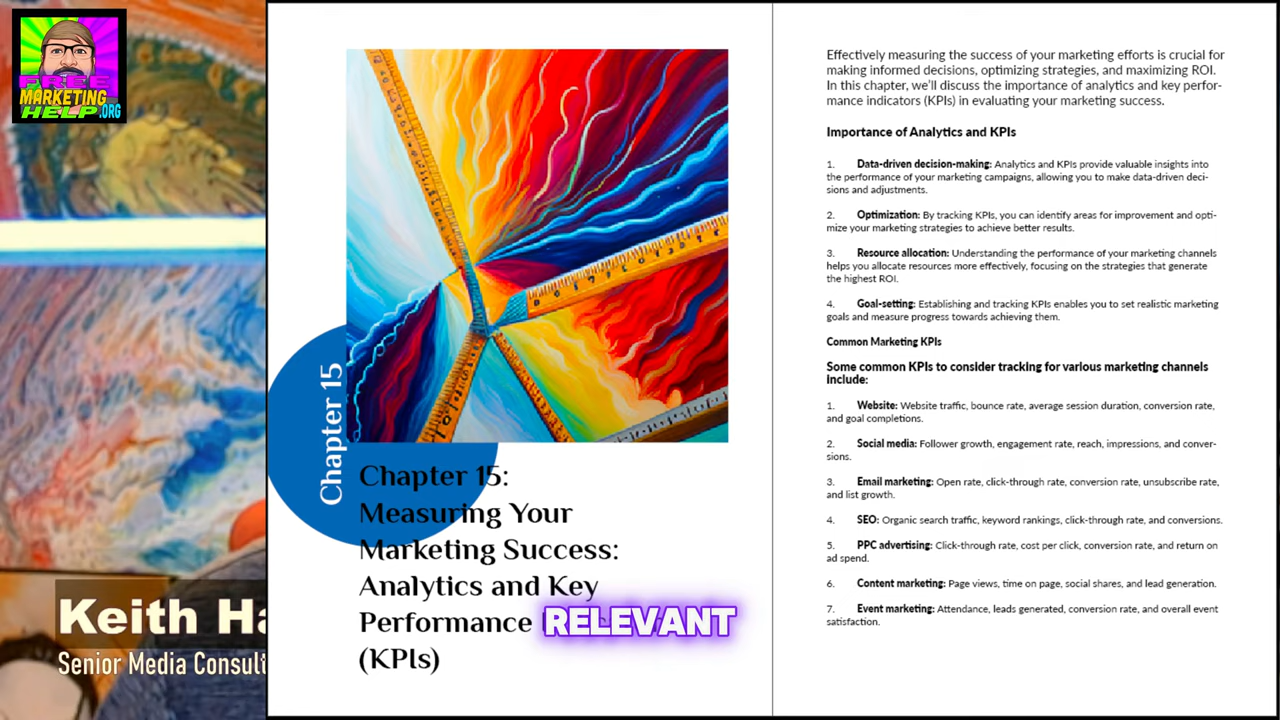 FREE
MARKETING
HELP.ORG
Keith Ha
Senior Media Consult
Chapter 15
Chapter 15:
Measuring Your
Marketing Success:
Analytics and Key
Performance
RELEVANT
(KPIs)
Effectively measuring the success of your marketing efforts is crucial for
making informed decisions, optimizing strategies, and maximizing ROI.
In this chapter, we'll discuss the importance of analytics and key perfor-
mance indicators (KPIs) in evaluating your marketing success.
Importance of Analytics and KPIs
1. Data-driven decision-making: Analytics and KPIs provide valuable insights into
the performance of your marketing campaigns, allowing you to make data-driven deci-
sions and adjustments.
2. Optimization: By tracking KPIs, you can identify areas for improvement and opti-
mize your marketing strategies to achieve better results.
3. Resource allocation: Understanding the performance of your marketing channels
helps you allocate resources more effectively, focusing on the strategies that generate
the highest ROI.
4. Goal-setting: Establishing and tracking KPIs enables you to set realistic marketing
goals and measure progress towards achieving them.
Common Marketing KPIs
Some common KPIs to consider tracking for various marketing channels
include:
1. Website: Website traffic, bounce rate, average session duration, conversion rate,
and goal completions.
2. Social media: Follower growth, engagement rate, reach, impressions, and conver-
sions.
3. Email marketing: Open rate, click-through rate, conversion rate, unsubscribe rate,
and list growth.
4. SEO: Organic search traffic, keyword rankings, click-through rate, and conversions.
5. PPC advertising: Click-through rate, cost per click, conversion rate, and return on
ad spend.
6. Content marketing: Page views, time on page, social shares, and lead generation.
7. Event marketing: Attendance, leads generated, conversion rate, and overall event
satisfaction.